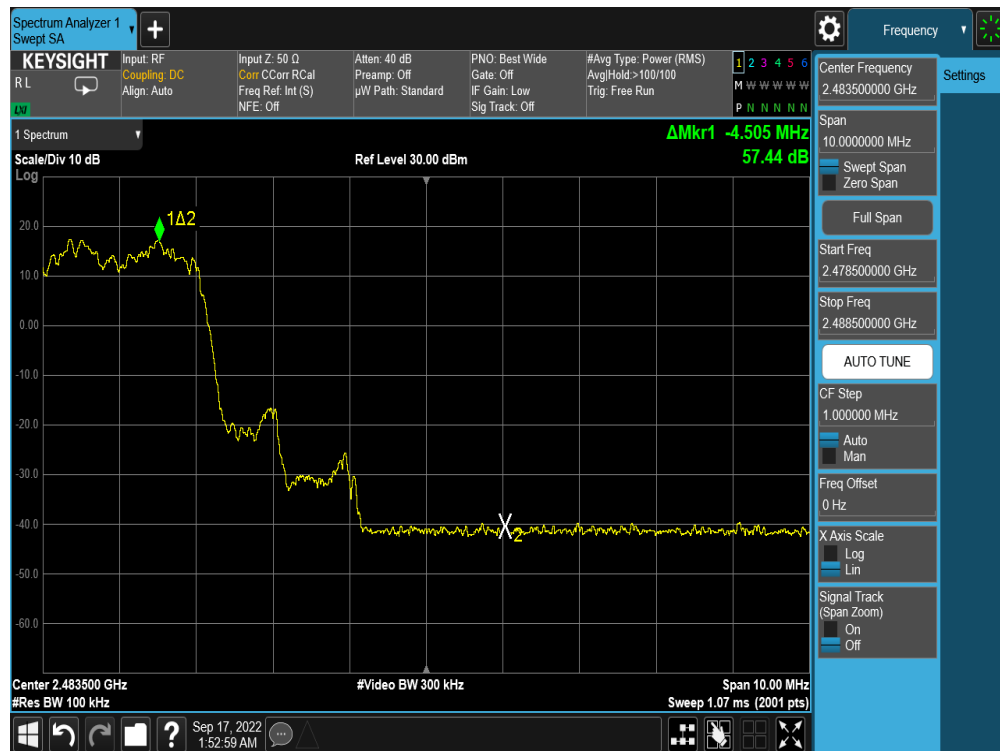 Spectrum Analyzer 1
Swept SA
+
Frequency
KEYSIGHT
R L
LXI
Input: RF
Coupling: DC
Align: Auto
Input Z: 50 Ω
Corr CCorr RCal
Freq Ref: Int (S)
NFE: Off
Atten: 40 dB
Preamp: Off
µW Path: Standard
PNO: Best Wide
Gate: Off
IF Gain: Low
Sig Track: Off
#Avg Type: Power (RMS)
Avg|Hold:>100/100
Trig: Free Run
1 2 3 4 5 6
M W W W W W
P N N N N N
1 Spectrum
ΔMkr1 -4.505 MHz
57.44 dB
Scale/Div 10 dB
Ref Level 30.00 dBm
Log
1Δ2
20.0
10.0
0.00
-10.0
-20.0
-30.0
-40.0
2
-50.0
-60.0
Center 2.483500 GHz
#Video BW 300 kHz
Span 10.00 MHz
#Res BW 100 kHz
Sweep 1.07 ms (2001 pts)
Sep 17, 2022
1:52:59 AM
?
Center Frequency
2.483500000 GHz
Settings
Span
10.0000000 MHz
Swept Span
Zero Span
Full Span
Start Freq
2.478500000 GHz
Stop Freq
2.488500000 GHz
AUTO TUNE
CF Step
1.000000 MHz
Auto
Man
Freq Offset
0 Hz
X Axis Scale
Log
Lin
Signal Track
(Span Zoom)
On
Off